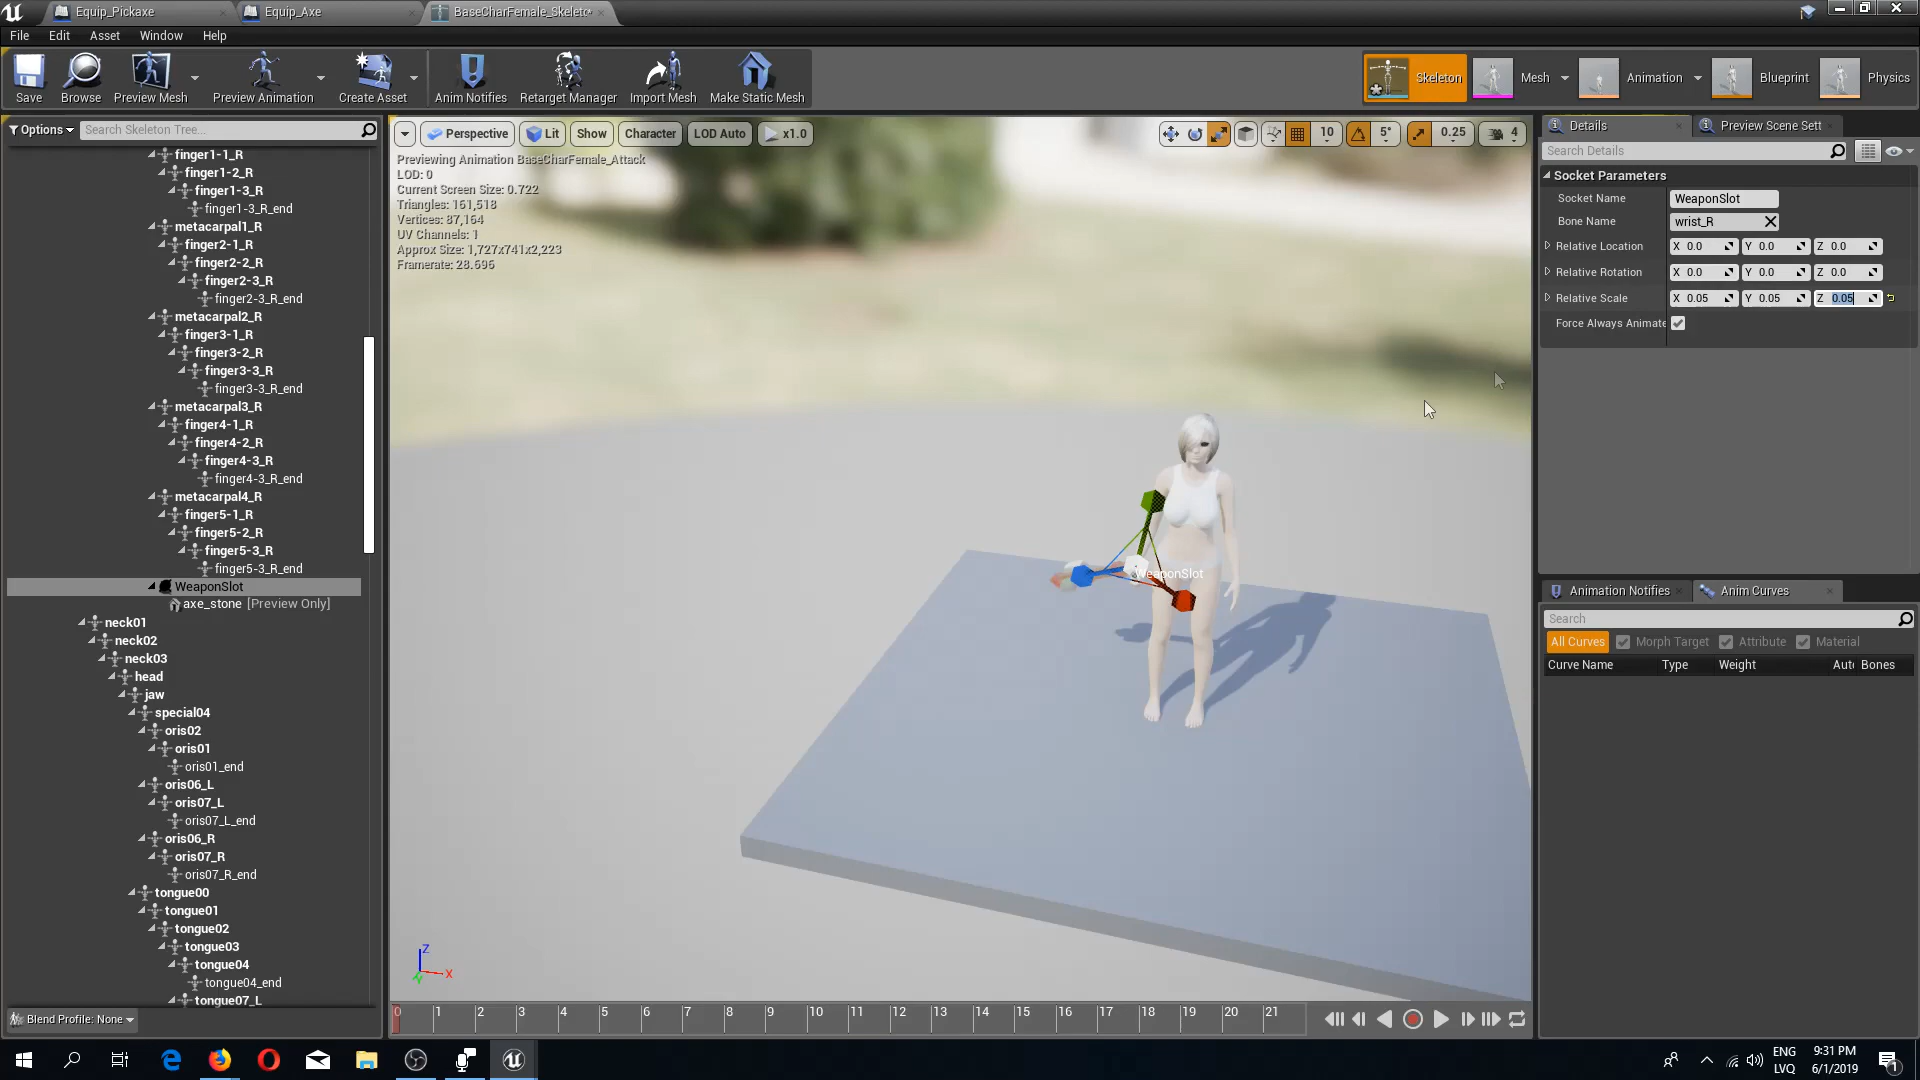 Equip_Pickaxe
Equip_Axe
BaseCharFemale_Skeleto
File Edit Asset Window Help
Save
Browse
Preview Mesh
Preview Animation
Create Asset
Anim Notifies
Retarget Manager
Import Mesh
Make Static Mesh
Skeleton
Mesh
Animation
Blueprint
Physics
Options
Search Skeleton Tree...
finger1-1_R
finger1-2_R
finger1-3_R
finger1-3_R_end
metacarpal1_R
finger2-1_R
finger2-2_R
finger2-3_R
finger2-3_R_end
metacarpal2_R
finger3-1_R
finger3-2_R
finger3-3_R
finger3-3_R_end
metacarpal3_R
finger4-1_R
finger4-2_R
finger4-3_R
finger4-3_R_end
metacarpal4_R
finger5-1_R
finger5-2_R
finger5-3_R
finger5-3_R_end
WeaponSlot
axe_stone [Preview Only]
neck01
neck02
neck03
head
jaw
special04
oris02
oris01
oris01_end
oris06_L
oris07_L
oris07_L_end
oris06_R
oris07_R
oris07_R_end
tongue00
tongue01
tongue02
tongue03
tongue04
tongue04_end
tongue07_L
Blend Profile: None
Perspective Lit Show Character LOD Auto x1.0
10 5° 0.25 4
Previewing Animation BaseCharFemale_Attack
LOD: 0
Current Screen Size: 0.722
Triangles: 161,518
Vertices: 87,164
UV Channels: 1
Approx Size: 1,727x741x2,223
Framerate: 28.696
WeaponSlot
Z
X
Y
0 1 2 3 4 5 6 7 8 9 10 11 12 13 14 15 16 17 18 19 20 21
Details
Preview Scene Sett
Search Details
Socket Parameters
Socket Name WeaponSlot
Bone Name wrist_R
Relative Location X 0.0 Y 0.0 Z 0.0
Relative Rotation X 0.0 Y 0.0 Z 0.0
Relative Scale X 0.05 Y 0.05 Z 0.05
Force Always Animate
Animation Notifies
Anim Curves
Search
All Curves Morph Target Attribute Material
Curve Name Type Weight Aut Bones
ENG
LVQ
9:31 PM
6/1/2019
1